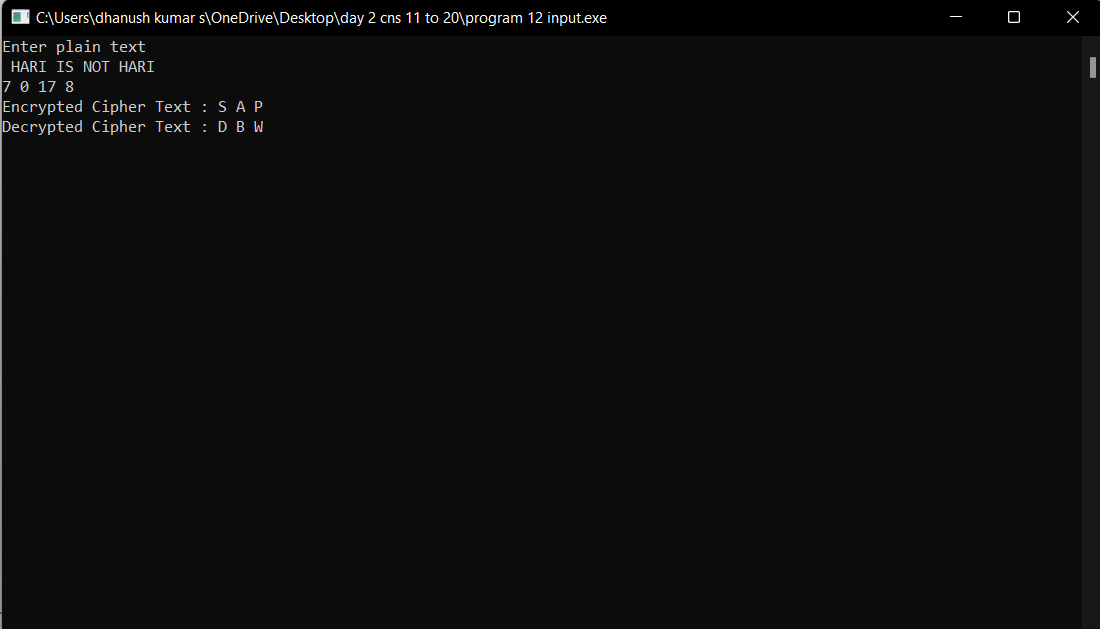 C:\Users\dhanush kumar s\OneDrive\Desktop\day 2 cns 11 to 20\program 12 input.exe
Enter plain text
 HARI IS NOT HARI
7 0 17 8
Encrypted Cipher Text : S A P
Decrypted Cipher Text : D B W